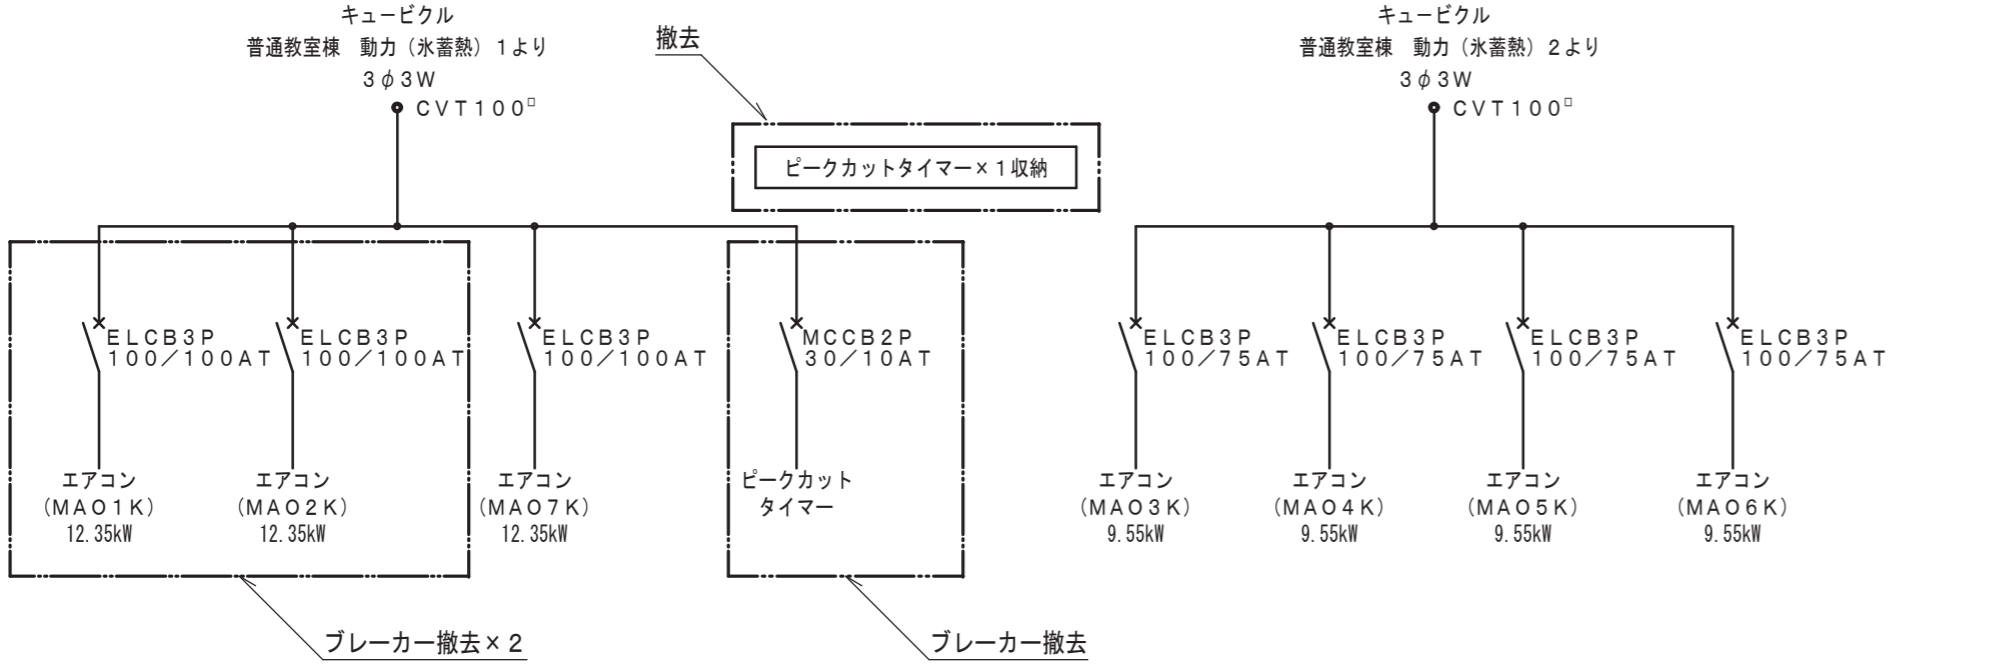 キュービクル
普通教室棟　動力（氷蓄熱）１より
３φ３Ｗ
ＣＶＴ１００□
撤去
ピークカットタイマー×１収納
キュービクル
普通教室棟　動力（氷蓄熱）２より
３φ３Ｗ
ＣＶＴ１００□
ＥＬＣＢ３Ｐ
１００／１００ＡＴ
ＥＬＣＢ３Ｐ
１００／１００ＡＴ
ＥＬＣＢ３Ｐ
１００／１００ＡＴ
ＭＣＣＢ２Ｐ
３０／１０ＡＴ
ＥＬＣＢ３Ｐ
１００／７５ＡＴ
ＥＬＣＢ３Ｐ
１００／７５ＡＴ
ＥＬＣＢ３Ｐ
１００／７５ＡＴ
ＥＬＣＢ３Ｐ
１００／７５ＡＴ
エアコン
（ＭＡ０１Ｋ）
12.35kW
エアコン
（ＭＡ０２Ｋ）
12.35kW
エアコン
（ＭＡ０７Ｋ）
12.35kW
ピークカット
タイマー
エアコン
（ＭＡ０３Ｋ）
9.55kW
エアコン
（ＭＡ０４Ｋ）
9.55kW
エアコン
（ＭＡ０５Ｋ）
9.55kW
エアコン
（ＭＡ０６Ｋ）
9.55kW
ブレーカー撤去×２
ブレーカー撤去